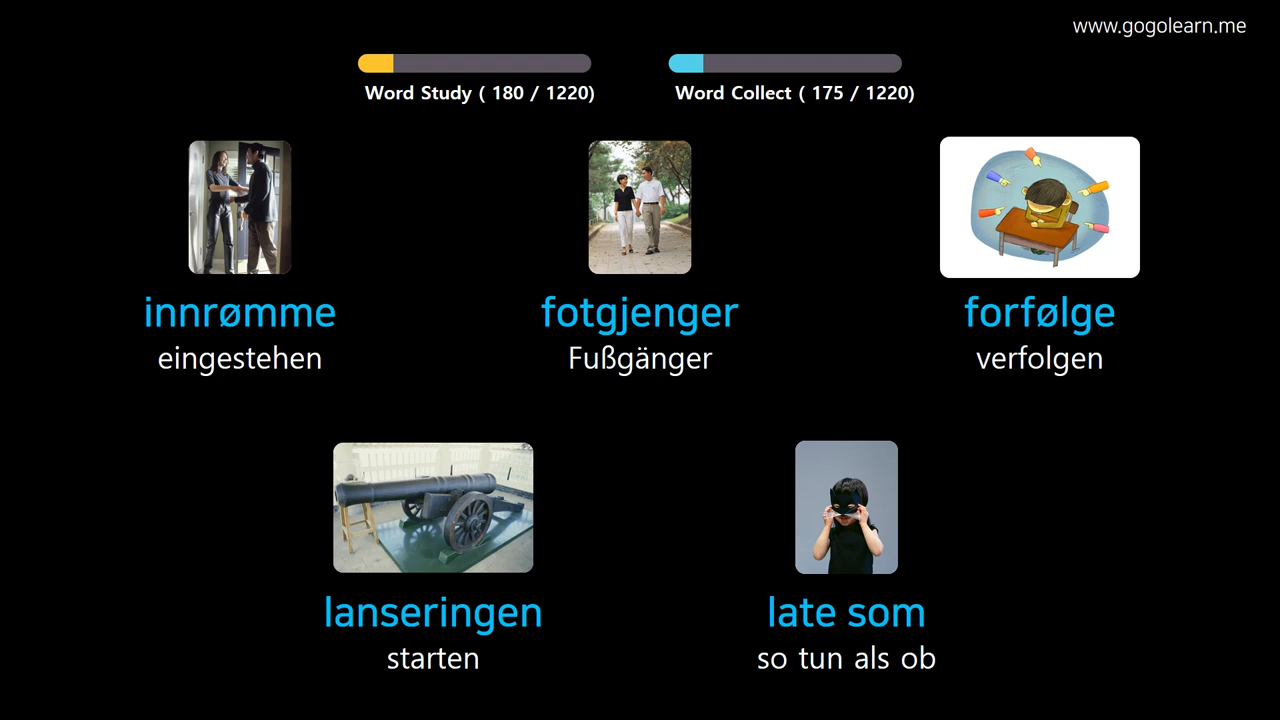 www.gogolearn.me
Word Study ( 180 / 1220)
Word Collect ( 175 / 1220)
innrømme
eingestehen
fotgjenger
Fußgänger
forfølge
verfolgen
lanseringen
starten
late som
so tun als ob